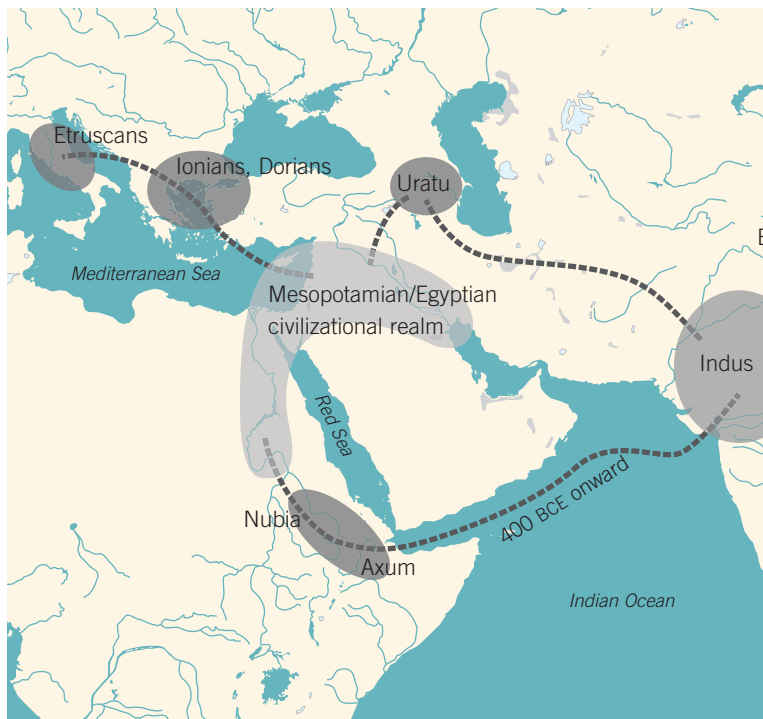 Etruscans
Ionians, Dorians
Uratu
E
Mediterranean Sea
Mesopotamian/Egyptian
civilizational realm
Indus
Red Sea
400 BCE onward
Nubia
Axum
Indian Ocean